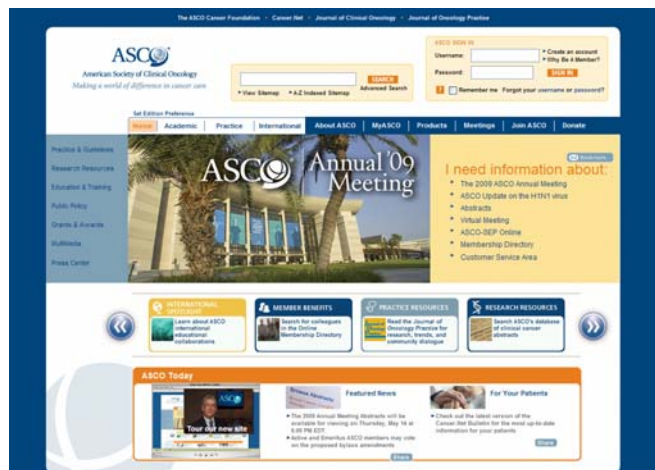 The ASCO Cancer Foundation · Cancer.Net · Journal of Clinical Oncology · Journal of Oncology Practice
ASCO
American Society of Clinical Oncology
Making a world of difference in cancer care
SEARCH
View Sitemap A-Z Indexed Sitemap Advanced Search
ASCO SIGN IN
Username:
Create an account
Why Be A Member?
Password:
SIGN IN
? Remember me Forgot your username or password?
Set Edition Preference
Home Academic Practice International About ASCO MyASCO Products Meetings Join ASCO Donate
Practice & Guidelines
Research Resources
Education & Training
Public Policy
Grants & Awards
MultiMedia
Press Center
ASCO Annual '09
Meeting
Bookmark
I need information about:
The 2009 ASCO Annual Meeting
ASCO Update on the H1N1 virus
Abstracts
Virtual Meeting
ASCO-SEP Online
Membership Directory
Customer Service Area
INTERNATIONAL
SPOTLIGHT
Learn about ASCO
international
educational
collaborations
MEMBER BENEFITS
Search for colleagues
in the Online
Membership Directory
PRACTICE RESOURCES
Read the Journal of
Oncology Practice for
research, trends, and
community dialogue
RESEARCH RESOURCES
Search ASCO's database
of clinical cancer
abstracts
ASCO Today
ASCO
Tour our new site
Browse Abstracts
Featured News
The 2009 Annual Meeting Abstracts will be
available for viewing on Thursday, May 14 at
6:00 PM EDT.
Active and Emeritus ASCO members may vote
on the proposed bylaws amendments
Share
For Your Patients
Check out the latest version of the
Cancer.Net Bulletin for the most up-to-date
information for your patients
Share